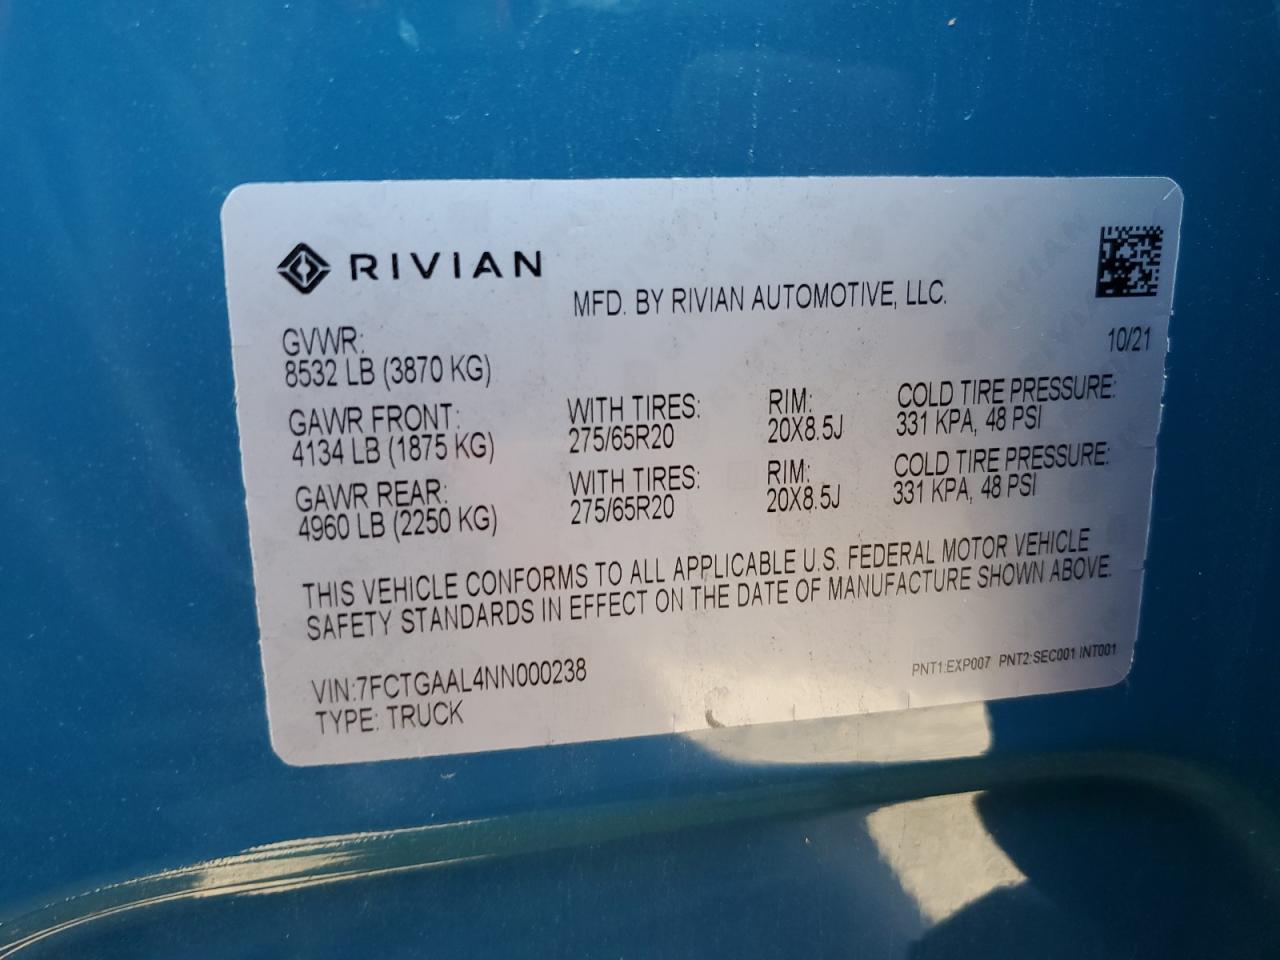 RIVIAN
MFD. BY RIVIAN AUTOMOTIVE, LLC.
10/21
GVWR:
8532 LB (3870 KG)
GAWR FRONT: WITH TIRES: RIM: COLD TIRE PRESSURE:
4134 LB (1875 KG) 275/65R20 20X8.5J 331 KPA, 48 PSI
GAWR REAR: WITH TIRES: RIM: COLD TIRE PRESSURE:
4960 LB (2250 KG) 275/65R20 20X8.5J 331 KPA, 48 PSI
THIS VEHICLE CONFORMS TO ALL APPLICABLE U.S. FEDERAL MOTOR VEHICLE
SAFETY STANDARDS IN EFFECT ON THE DATE OF MANUFACTURE SHOWN ABOVE.
VIN:7FCTGAAL4NN000238
TYPE: TRUCK
PNT1:EXP007 PNT2:SEC001 INT001